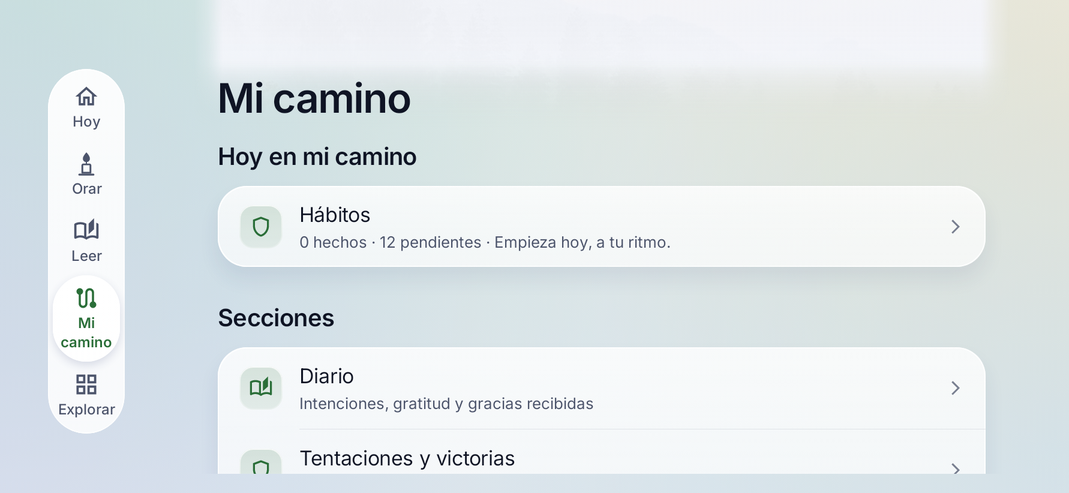 Mi camino
Hoy en mi camino
Hábitos
0 hechos · 12 pendientes · Empieza hoy, a tu ritmo.
Secciones
Diario
Intenciones, gratitud y gracias recibidas
Tentaciones y victorias
Hoy
Orar
Leer
Mi
camino
Explorar